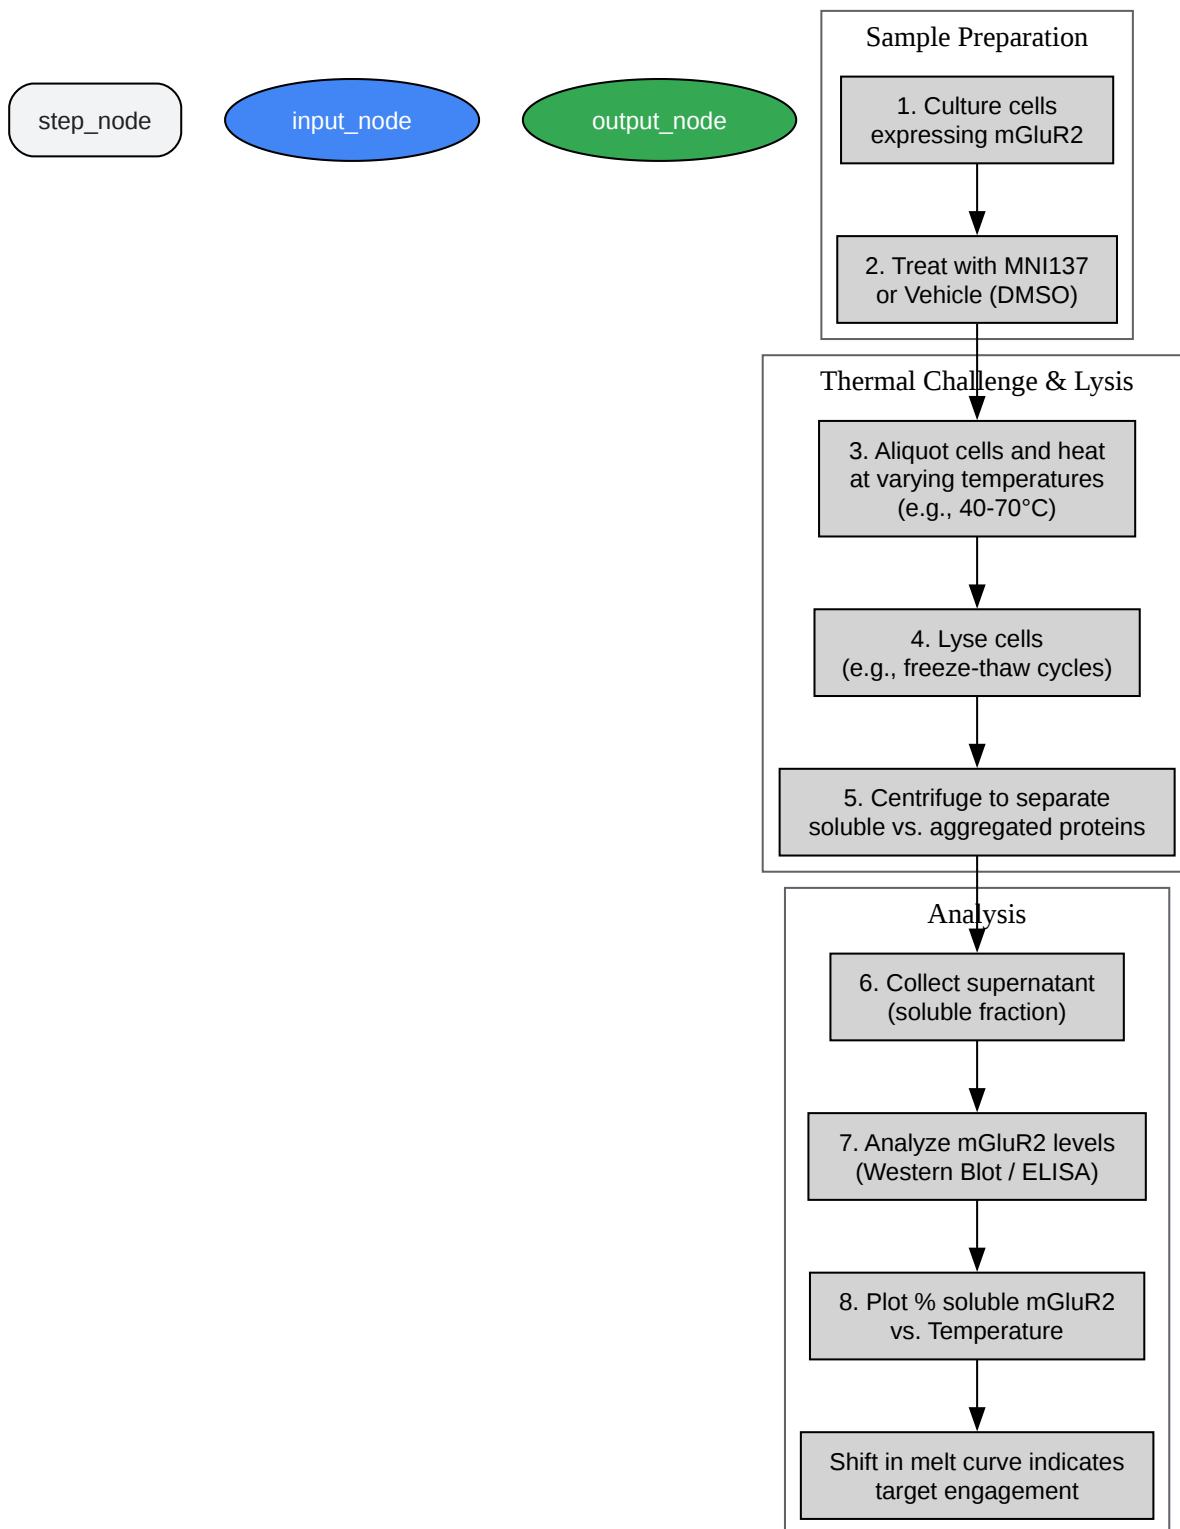 step_node
input_node
output_node
Sample Preparation
1. Culture cells
expressing mGluR2
2. Treat with MNI137
or Vehicle (DMSO)
Thermal Challenge & Lysis
3. Aliquot cells and heat
at varying temperatures
(e.g., 40-70°C)
4. Lyse cells
(e.g., freeze-thaw cycles)
5. Centrifuge to separate
soluble vs. aggregated proteins
Analysis
6. Collect supernatant
(soluble fraction)
7. Analyze mGluR2 levels
(Western Blot / ELISA)
8. Plot % soluble mGluR2
vs. Temperature
Shift in melt curve indicates
target engagement